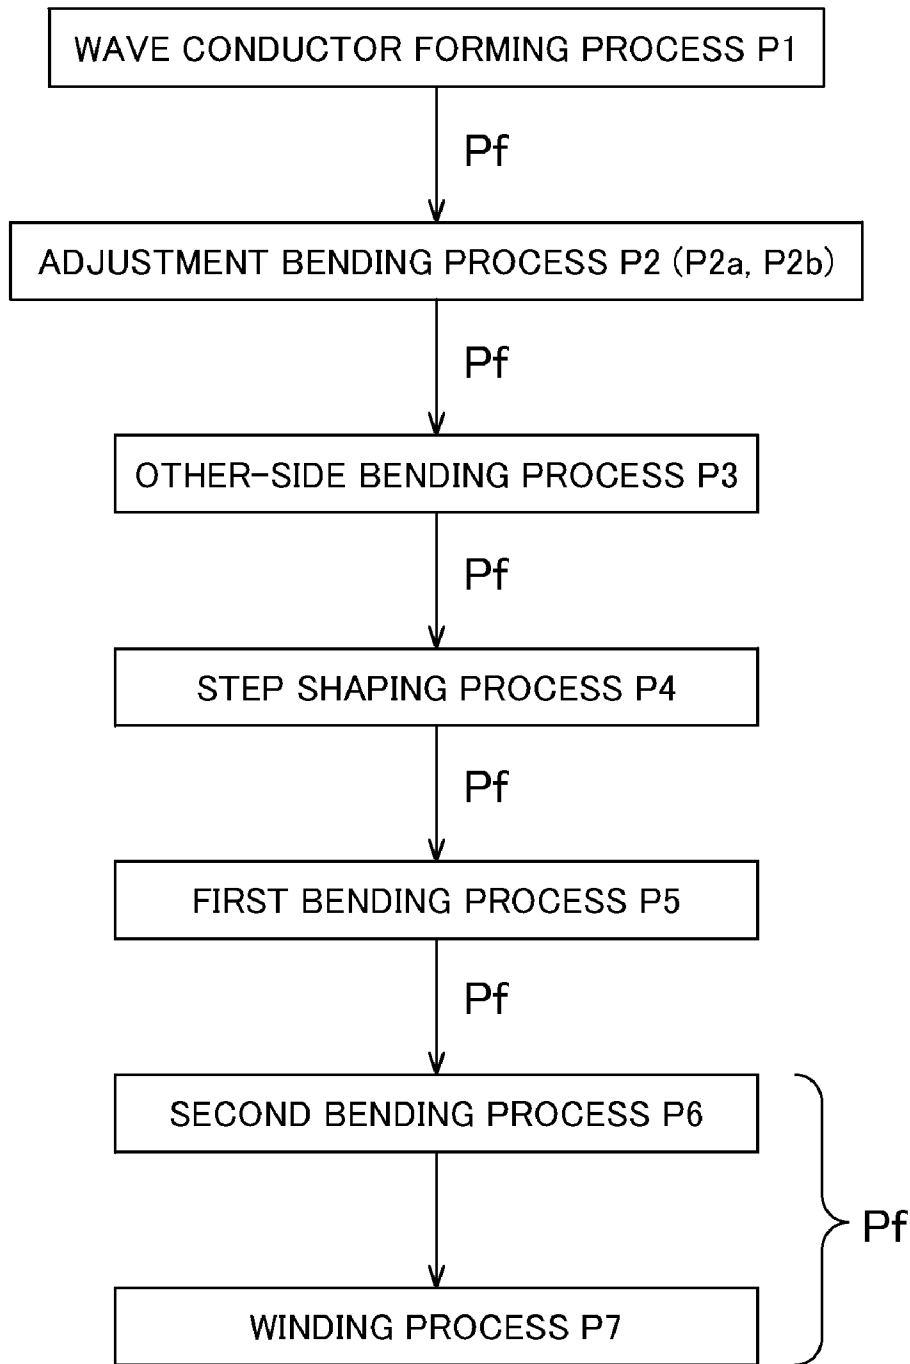 WAVE CONDUCTOR FORMING PROCESS P1
Pf
ADJUSTMENT BENDING PROCESS P2 (P2a, P2b)
Pf
OTHER-SIDE BENDING PROCESS P3
Pf
STEP SHAPING PROCESS P4
Pf
FIRST BENDING PROCESS P5
Pf
SECOND BENDING PROCESS P6
Pf
WINDING PROCESS P7